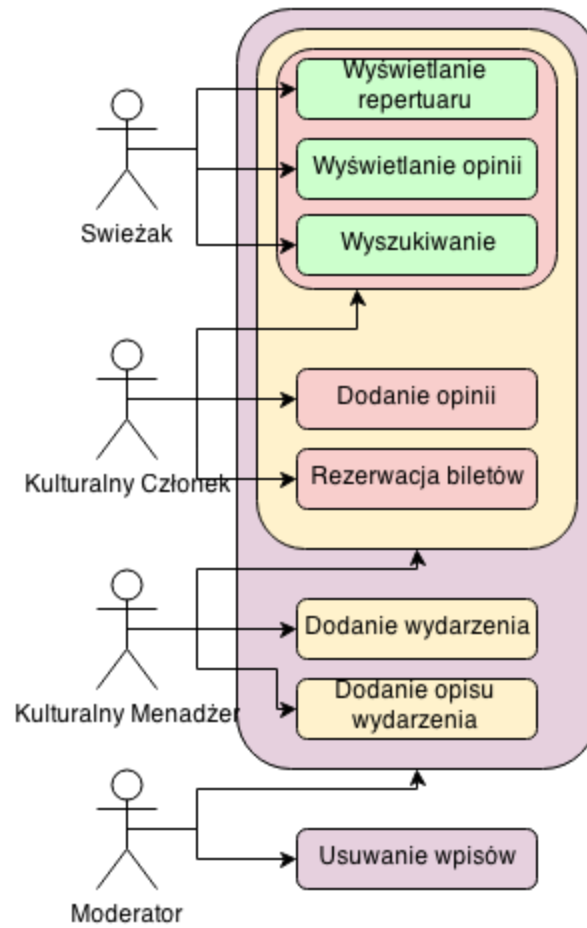 Wyświetlanie
repertuaru
Wyświetlanie opinii
Wyszukiwanie
Swieżak
Dodanie opinii
Rezerwacja biletów
Kulturalny Członek
Dodanie wydarzenia
Dodanie opisu
wydarzenia
Kulturalny Menadżer
Usuwanie wpisów
Moderator